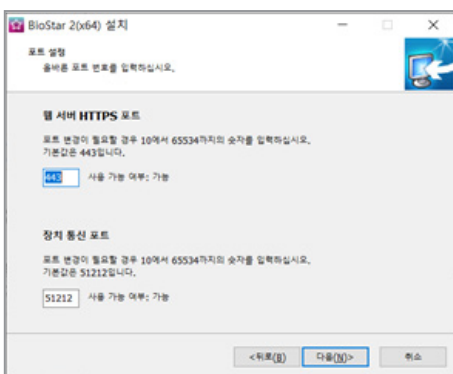 BioStar 2(x64) 설치
포트 설정
올바른 포트 번호를 입력하십시오.
웹 서버 HTTPS 포트
포트 변경이 필요할 경우 10에서 65534까지의 숫자를 입력하십시오.
기본값은 443입니다.
443 사용 가능 여부: 가능
장치 통신 포트
포트 변경이 필요할 경우 10에서 65534까지의 숫자를 입력하십시오.
기본값은 51212입니다.
51212 사용 가능 여부: 가능
<뒤로(B) 다음(N)> 취소